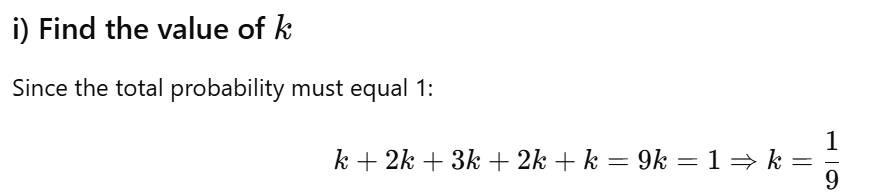 i) Find the value of k
Since the total probability must equal 1:
k + 2k + 3k + 2k + k = 9k = 1 ⇒ k = 1/9